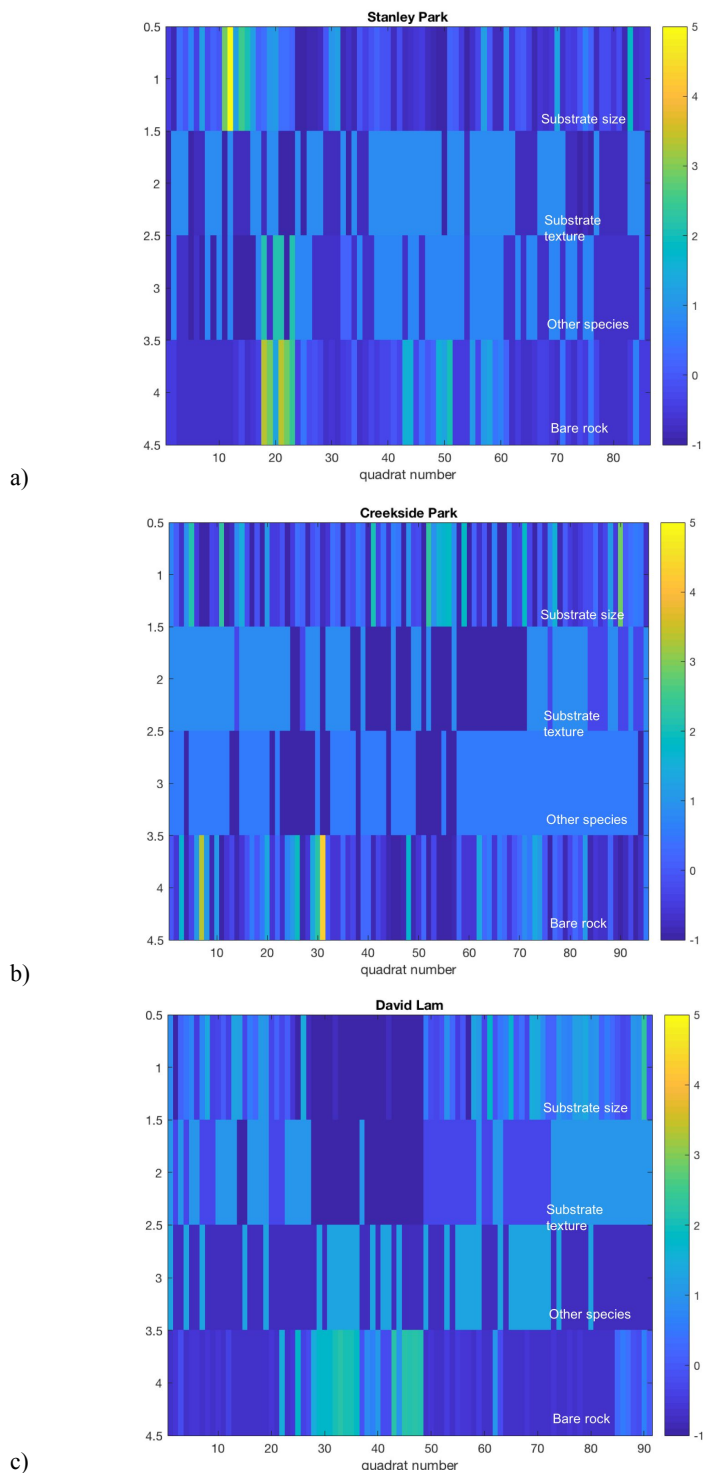 Stanley Park
0.5
1
1.5
2
2.5
3
3.5
4
4.5
Substrate size
Substrate
texture
Other species
Bare rock
10 20 30 40 50 60 70 80
quadrat number
5
4
3
2
1
0
-1
a)
Creekside Park
0.5
1
1.5
2
2.5
3
3.5
4
4.5
Substrate size
Substrate
texture
Other species
Bare rock
10 20 30 40 50 60 70 80 90
quadrat number
5
4
3
2
1
0
-1
b)
David Lam
0.5
1
1.5
2
2.5
3
3.5
4
4.5
Substrate size
Substrate
texture
Other species
Bare rock
10 20 30 40 50 60 70 80 90
quadrat number
5
4
3
2
1
0
-1
c)